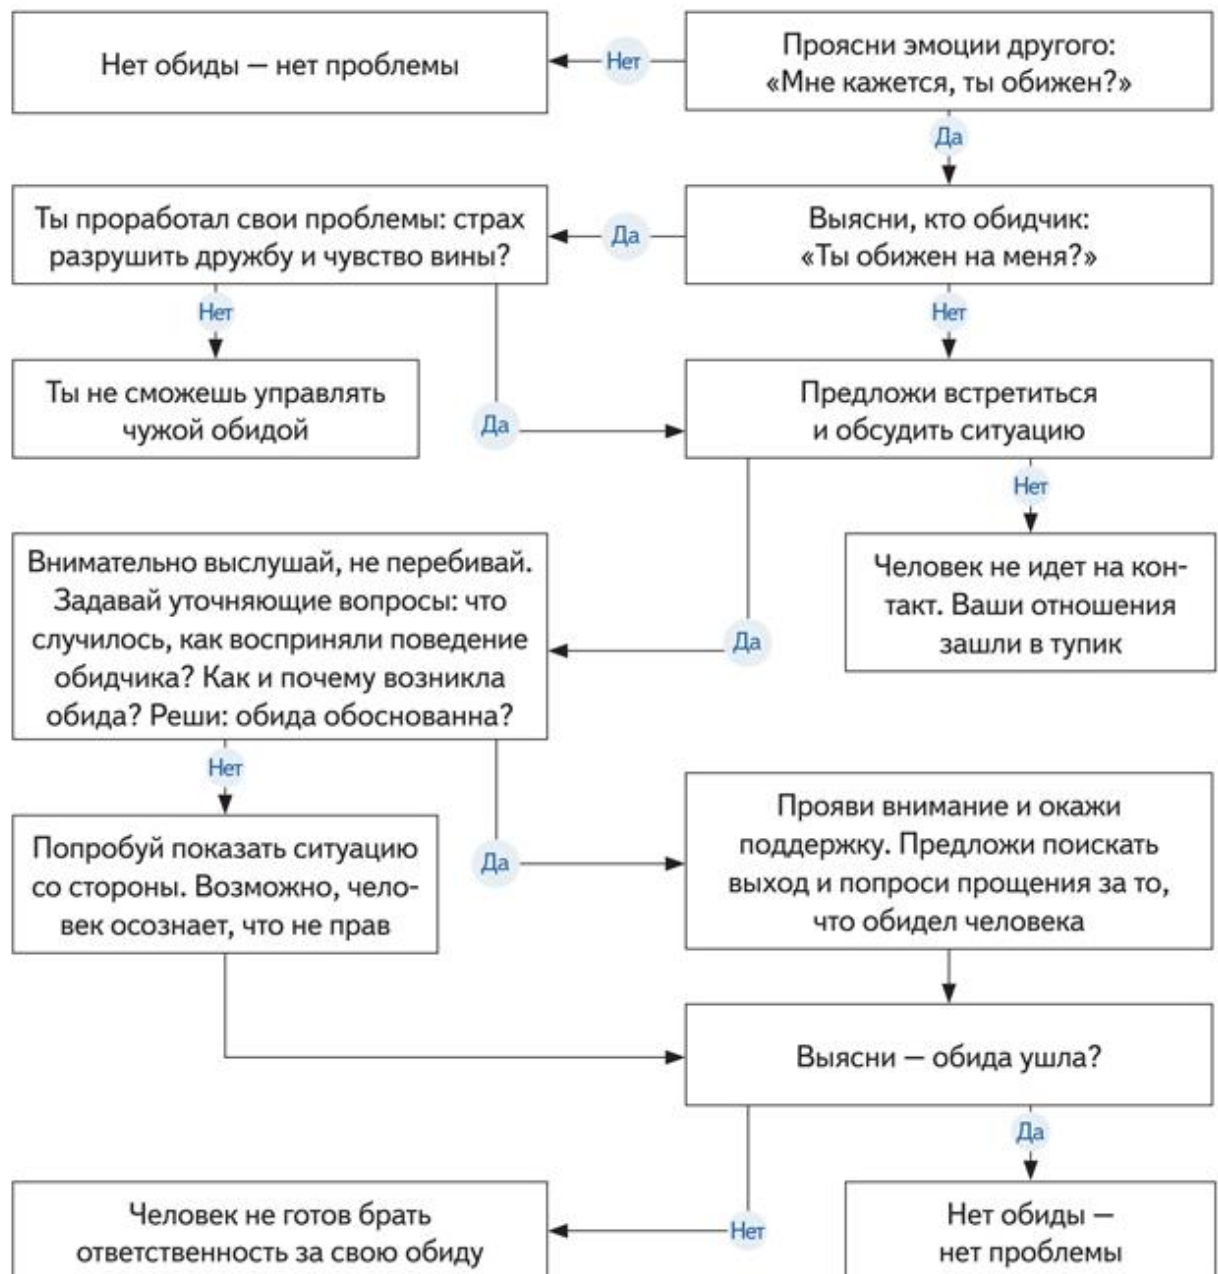 Нет обиды — нет проблемы
Нет
Проясни эмоции другого:
«Мне кажется, ты обижен?»
Да
Ты проработал свои проблемы: страх
разрушить дружбу и чувство вины?
Да
Выясни, кто обидчик:
«Ты обижен на меня?»
Нет
Нет
Ты не сможешь управлять
чужой обидой
Да
Предложи встретиться
и обсудить ситуацию
Нет
Внимательно выслушай, не перебивай.
Задавай уточняющие вопросы: что
случилось, как восприняли поведение
обидчика? Как и почему возникла
обида? Реши: обида обоснованна?
Да
Человек не идет на кон-
такт. Ваши отношения
зашли в тупик
Нет
Попробуй показать ситуацию
со стороны. Возможно, чело-
век осознает, что не прав
Да
Прояви внимание и окажи
поддержку. Предложи поискать
выход и попроси прощения за то,
что обидел человека
Выясни — обида ушла?
Да
Человек не готов брать
ответственность за свою обиду
Нет
Нет обиды —
нет проблемы